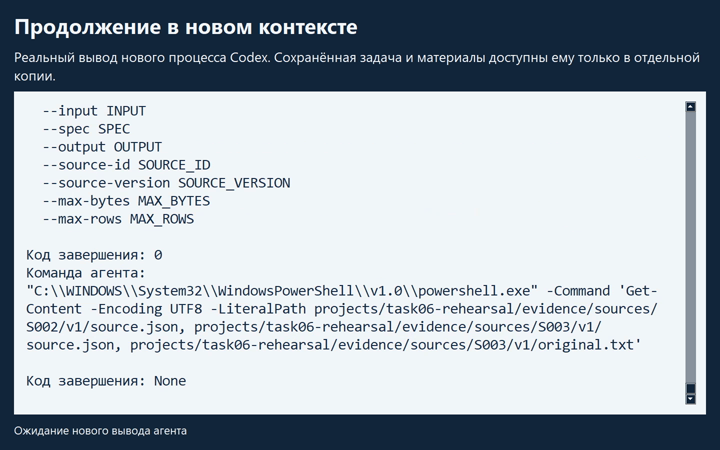 Продолжение в новом контексте
Реальный вывод нового процесса Codex. Сохранённая задача и материалы доступны ему только в отдельной
копии.
--input INPUT
--spec SPEC
--output OUTPUT
--source-id SOURCE_ID
--source-version SOURCE_VERSION
--max-bytes MAX_BYTES
--max-rows MAX_ROWS
Код завершения: 0
Команда агента:
"C:\\WINDOWS\\System32\\WindowsPowerShell\\v1.0\\powershell.exe" -Command 'Get-
Content -Encoding UTF8 -LiteralPath projects/task06-rehearsal/evidence/sources/
S002/v1/source.json, projects/task06-rehearsal/evidence/sources/S003/v1/
source.json, projects/task06-rehearsal/evidence/sources/S003/v1/original.txt'
Код завершения: None
Ожидание нового вывода агента